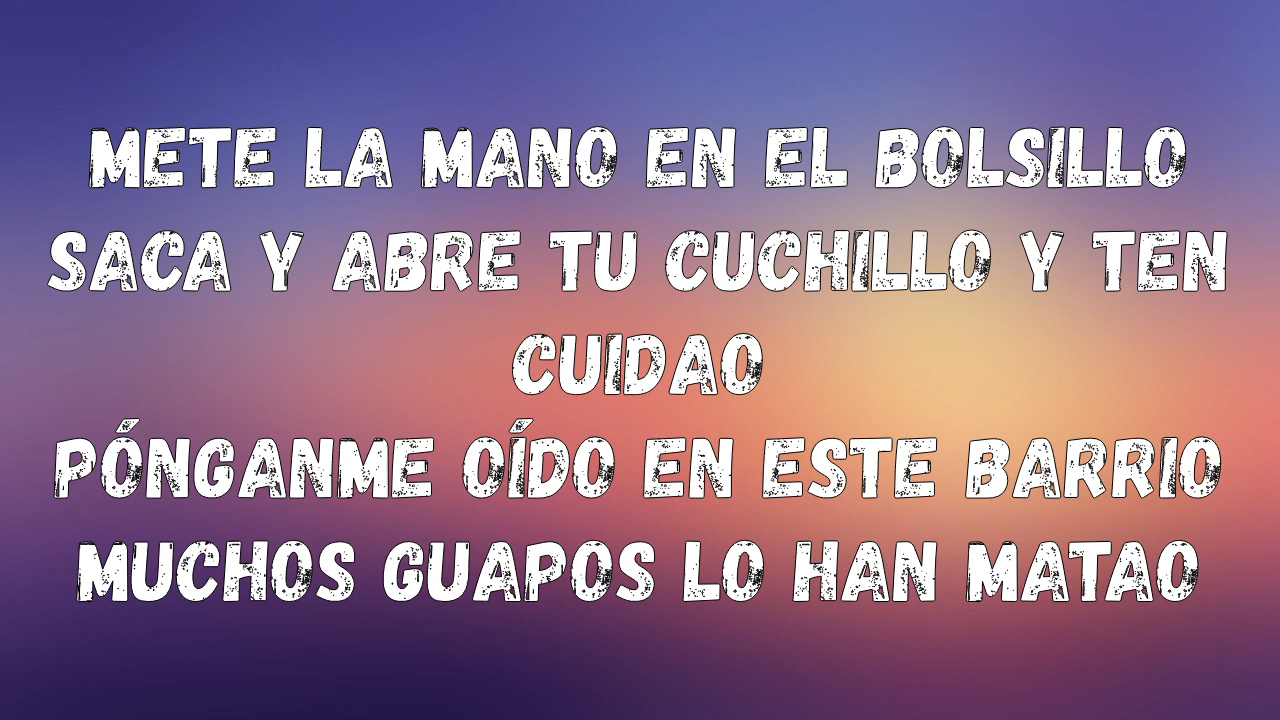 METE LA MANO EN EL BOLSILLO
SACA Y ABRE TU CUCHILLO Y TEN
CUIDAO
PÓNGANME OÍDO EN ESTE BARRIO
MUCHOS GUAPOS LO HAN MATAO